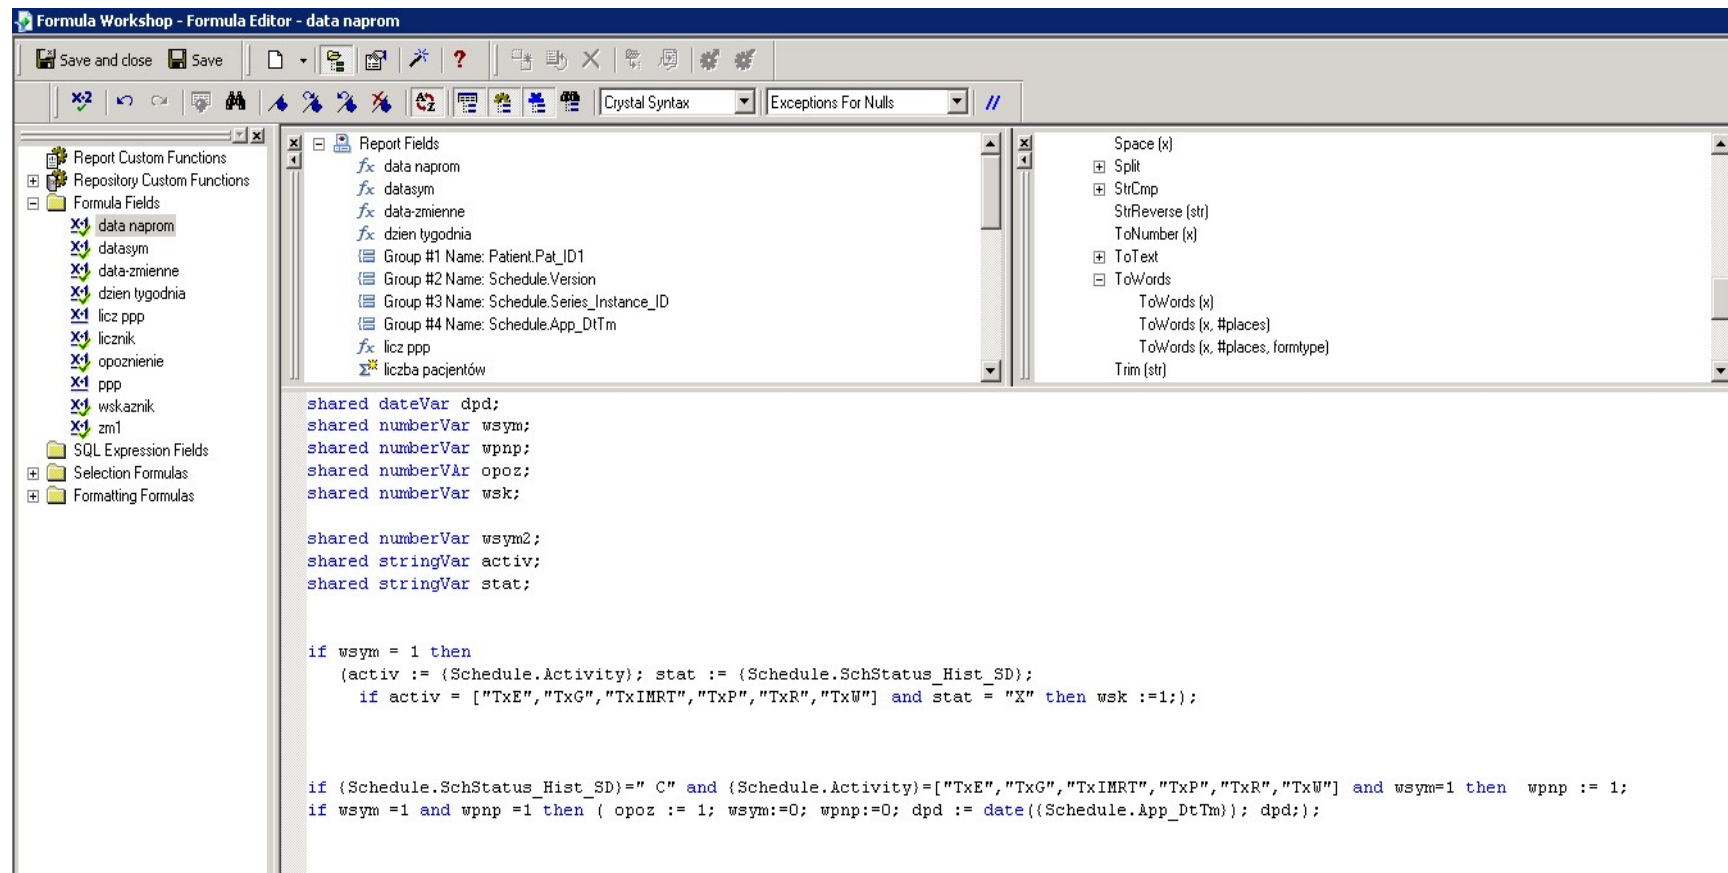 Formula Workshop - Formula Editor - data naprom
Save and close Save
Crystal Syntax Exceptions For Nulls
Report Custom Functions
Repository Custom Functions
Formula Fields
data naprom
datasym
data-zmienne
dzien tygodnia
licz ppp
licznik
opoznienie
ppp
wskaznik
zm1
SQL Expression Fields
Selection Formulas
Formatting Formulas
Report Fields
data naprom
datasym
data-zmienne
dzien tygodnia
Group #1 Name: Patient.Pat_ID1
Group #2 Name: Schedule.Version
Group #3 Name: Schedule.Series_Instance_ID
Group #4 Name: Schedule.App_DtTm
licz ppp
liczba pacjentów
Space (x)
Split
StrCmp
StrReverse (str)
ToNumber (x)
ToText
ToWords
ToWords (x)
ToWords (x, #places)
ToWords (x, #places, formtype)
Trim (str)
shared dateVar dpd;
shared numberVar wsym;
shared numberVar wpnp;
shared numberVAr opoz;
shared numberVar wsk;
shared numberVar wsym2;
shared stringVar activ;
shared stringVar stat;
if wsym = 1 then
(activ := {Schedule.Activity}; stat := {Schedule.SchStatus_Hist_SD};
if activ = ["TxE","TxG","TxIMRT","TxP","TxR","TxW"] and stat = "X" then wsk :=1;);
if {Schedule.SchStatus_Hist_SD}=" C" and {Schedule.Activity}=["TxE","TxG","TxIMRT","TxP","TxR","TxW"] and wsym=1 then wpnp := 1;
if wsym =1 and wpnp =1 then ( opoz := 1; wsym:=0; wpnp:=0; dpd := date({Schedule.App_DtTm}); dpd;);